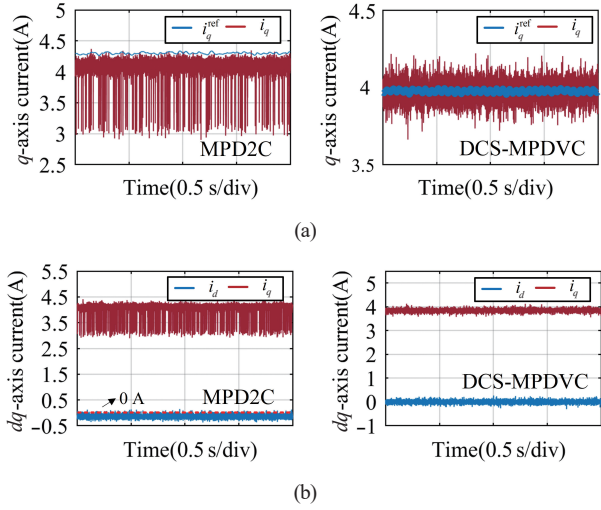 q-axis current(A)
5
4.5
4
3.5
3
2.5
i_q^ref i_q
MPD2C
Time(0.5 s/div)
q-axis current(A)
4.5
4
3.5
i_q^ref i_q
DCS-MPDVC
Time(0.5 s/div)
(a)
dq-axis current(A)
5.5
4.5
3.5
2.5
1.5
0.5
−0.5
i_d i_q
0 A
MPD2C
Time(0.5 s/div)
dq-axis current(A)
5
4
3
2
1
0
−1
i_d i_q
DCS-MPDVC
Time(0.5 s/div)
(b)